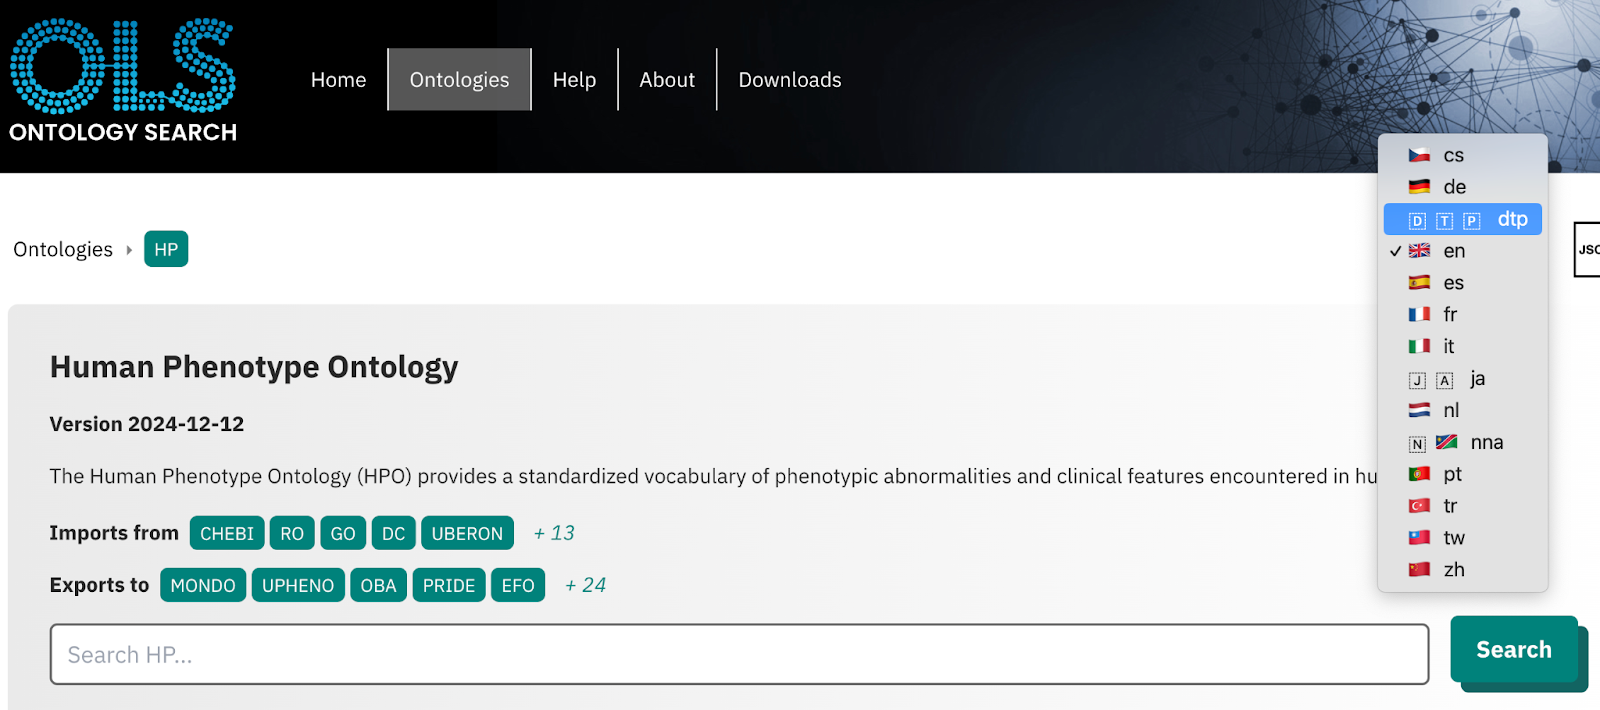 OLS
ONTOLOGY SEARCH
Home Ontologies Help About Downloads
Ontologies HP
Human Phenotype Ontology
Version 2024-12-12
The Human Phenotype Ontology (HPO) provides a standardized vocabulary of phenotypic abnormalities and clinical features encountered in hu
Imports from CHEBI RO GO DC UBERON + 13
Exports to MONDO UPHENO OBA PRIDE EFO + 24
Search HP...
Search
cs
de
D T P dtp
✓ en
es
fr
it
J A ja
nl
N nna
pt
tr
tw
zh